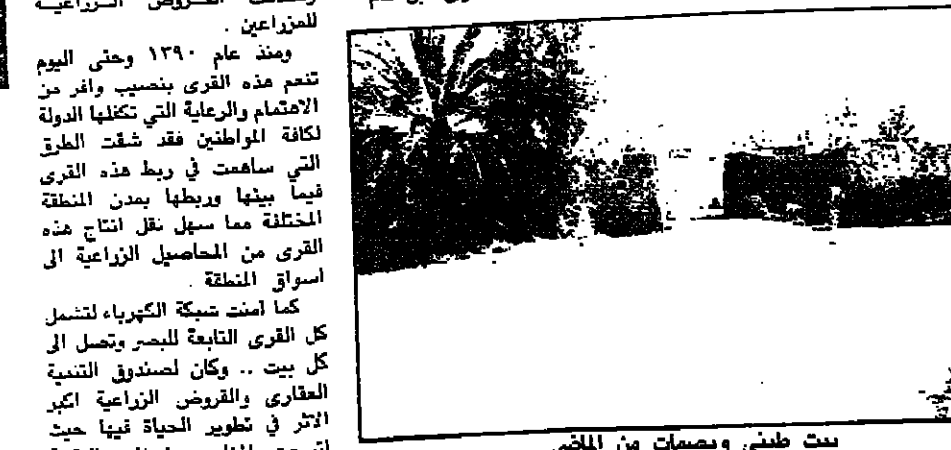 القروض الزراعية
للمزراعين .
ومنذ عام ١٣٩٠ وحتى اليوم
تنعم هذه القرى بنصيب وافر من
الاهتمام والرعاية التي تكفلها الدولة
لكافة المواطنين فقد شقت الطرق
التي ساهمت في ربط هذه القرى
فيما بينها وربطها بمدن المنطقة
المختلفة مما سهل نقل انتاج هذه
القرى من المحاصيل الزراعية الى
اسواق المنطقة .
كما امنت شبكة الكهرباء لتشمل
كل القرى التابعة للبصر وتصل الى
كل بيت .. وكان لصندوق التنمية
العقارى والقروض الزراعية اكبر
الاثر في تطوير الحياة فيها حيث
بيت طيني وبصمات من الماضي